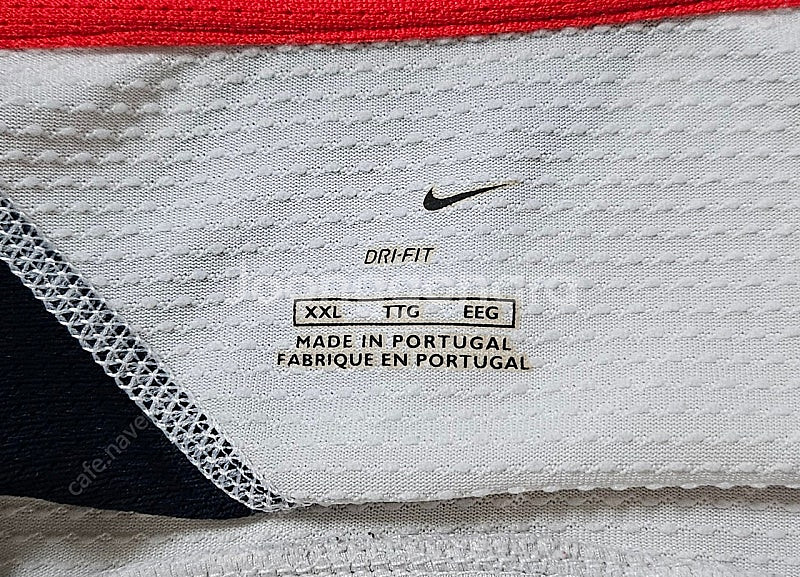 DRI-FIT
XXL TTG EEG
MADE IN PORTUGAL
FABRIQUE EN PORTUGAL